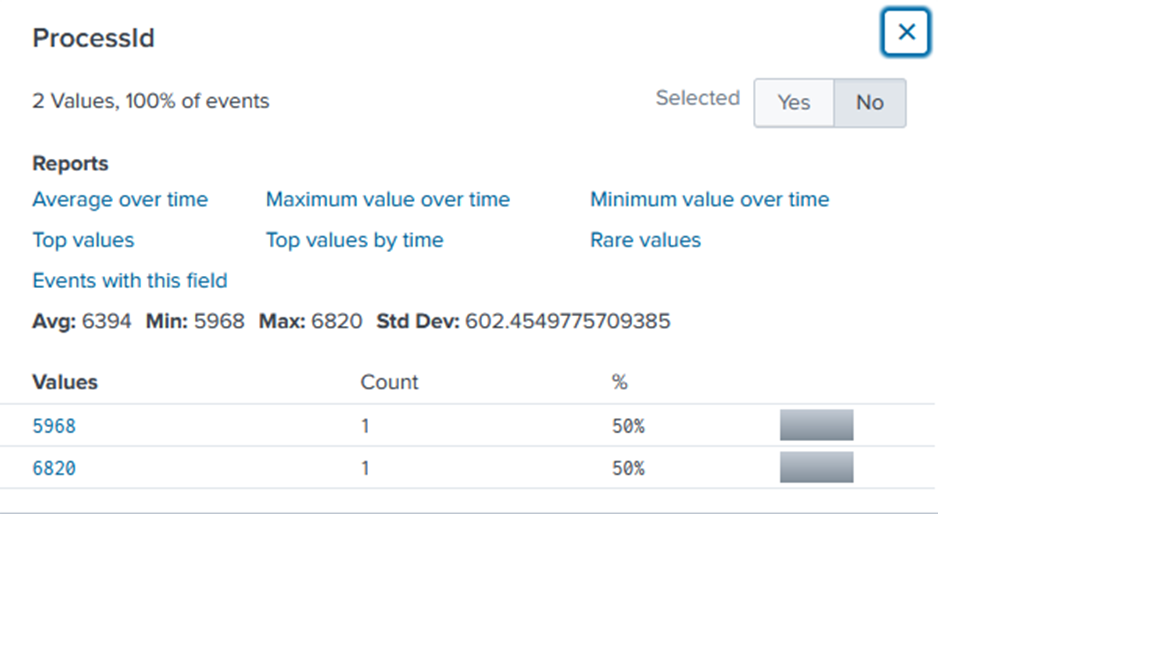 ProcessId
2 Values, 100% of events
Selected Yes No
Reports
Average over time Maximum value over time Minimum value over time
Top values Top values by time Rare values
Events with this field
Avg: 6394 Min: 5968 Max: 6820 Std Dev: 602.4549775709385
Values Count %
5968 1 50%
6820 1 50%